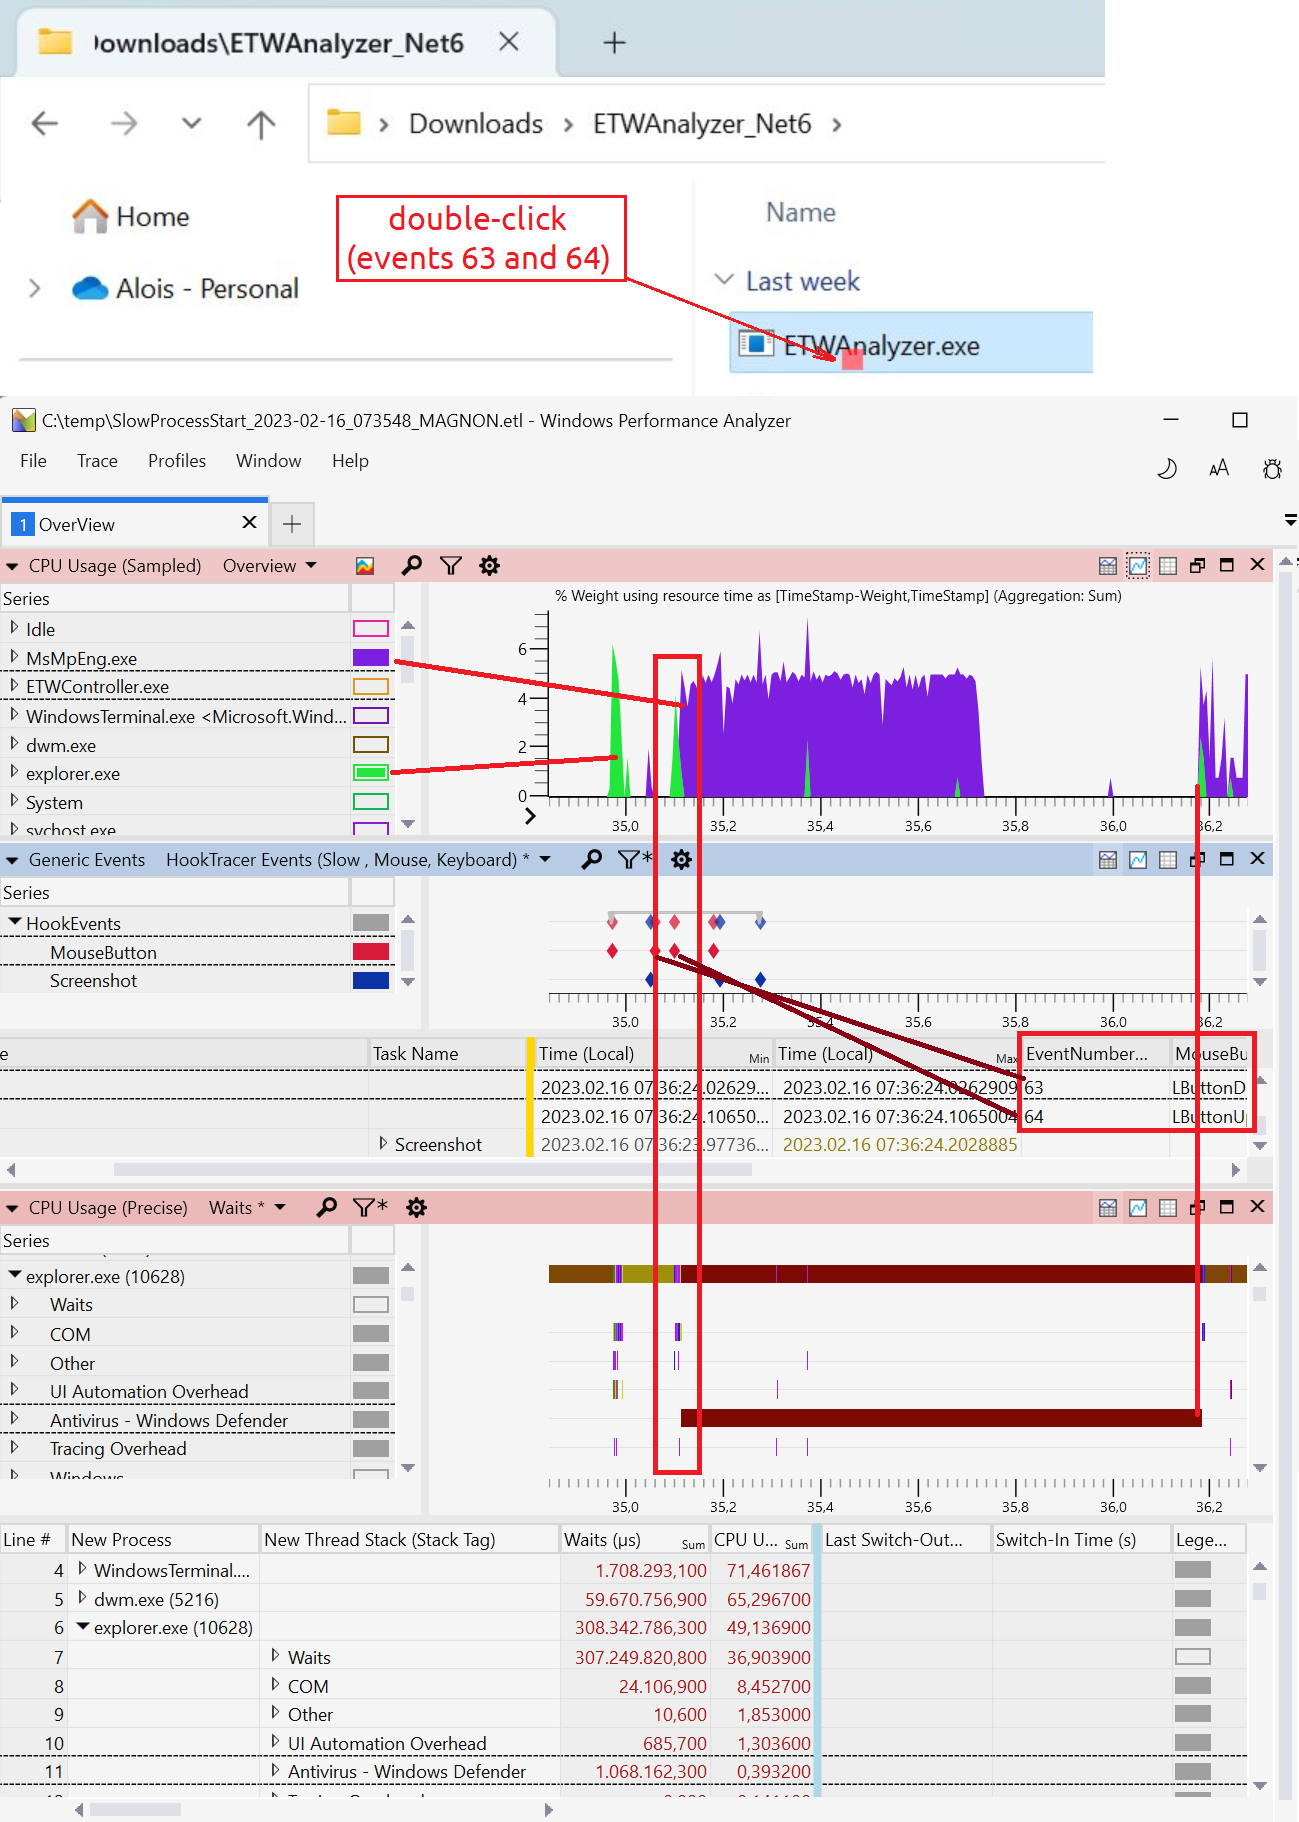 ownloads\ETWAnalyzer_Net6
Downloads > ETWAnalyzer_Net6 >
Home
Alois - Personal
double-click
(events 63 and 64)
Name
Last week
ETWAnalyzer.exe
C:\temp\SlowProcessStart_2023-02-16_073548_MAGNON.etl - Windows Performance Analyzer
File Trace Profiles Window Help
1 OverView
CPU Usage (Sampled) Overview
Series
Idle
MsMpEng.exe
ETWController.exe
WindowsTerminal.exe <Microsoft.Wind...
dwm.exe
explorer.exe
System
svchost.exe
% Weight using resource time as [TimeStamp-Weight,TimeStamp] (Aggregation: Sum)
6
4
2
0
35,0 35,2 35,4 35,6 35,8 36,0 36,2
Generic Events HookTracer Events (Slow , Mouse, Keyboard) *
Series
HookEvents
MouseButton
Screenshot
35,0 35,2 35,4 35,6 35,8 36,0 36,2
e Task Name Time (Local) Min Time (Local) Max EventNumber... MouseBu
2023.02.16 07:36:24.02629... 2023.02.16 07:36:24.0262909 63 LButtonD
2023.02.16 07:36:24.10650... 2023.02.16 07:36:24.1065004 64 LButtonU
Screenshot 2023.02.16 07:36:23.97736... 2023.02.16 07:36:24.2028885
CPU Usage (Precise) Waits *
Series
explorer.exe (10628)
Waits
COM
Other
UI Automation Overhead
Antivirus - Windows Defender
Tracing Overhead
Windows
35,0 35,2 35,4 35,6 35,8 36,0 36,2
Line # New Process New Thread Stack (Stack Tag) Waits (µs) Sum CPU U... Sum Last Switch-Out... Switch-In Time (s) Lege...
4 WindowsTerminal.... 1.708.293,100 71,461867
5 dwm.exe (5216) 59.670.756,900 65,296700
6 explorer.exe (10628) 308.342.786,300 49,136900
7 Waits 307.249.820,800 36,903900
8 COM 24.106,900 8,452700
9 Other 10,600 1,853000
10 UI Automation Overhead 685,700 1,303600
11 Antivirus - Windows Defender 1.068.162,300 0,393200